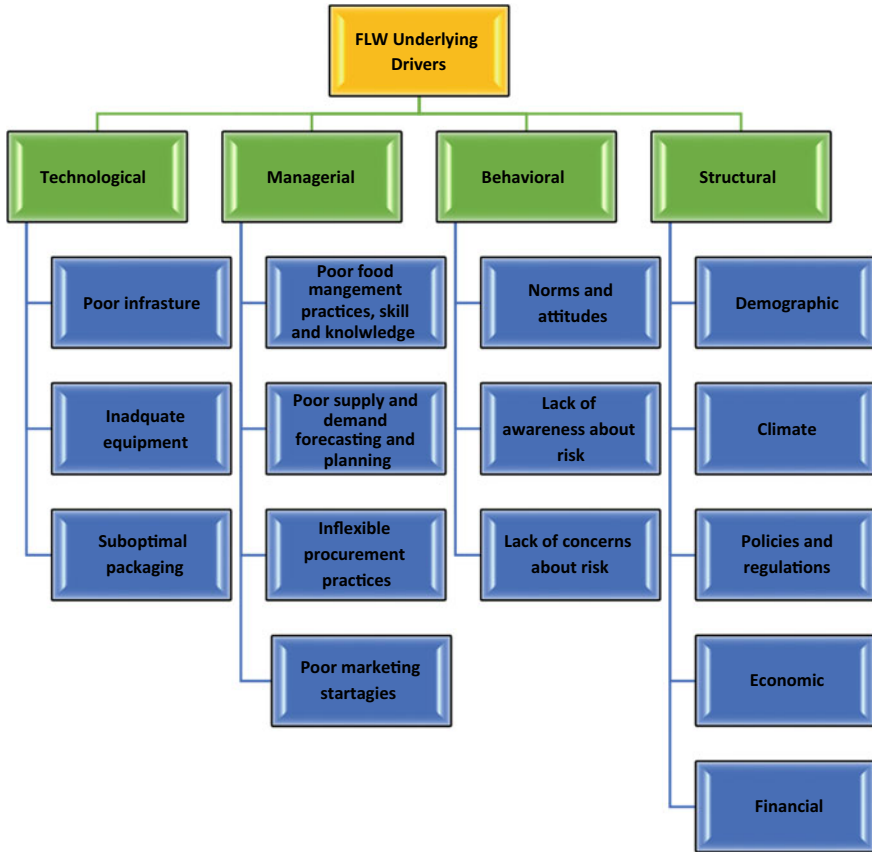 FLW Underlying
Drivers
Technological
Managerial
Behavioral
Structural
Poor infrasture
Poor food
mangement
practices, skill
and knolwledge
Norms and
attitudes
Demographic
Inadequate
equipment
Poor supply and
demand
forecasting and
planning
Lack of
awareness about
risk
Climate
Suboptimal
packaging
Inflexible
procurement
practices
Lack of concerns
about risk
Policies and
regulations
Poor marketing
startagies
Economic
Financial